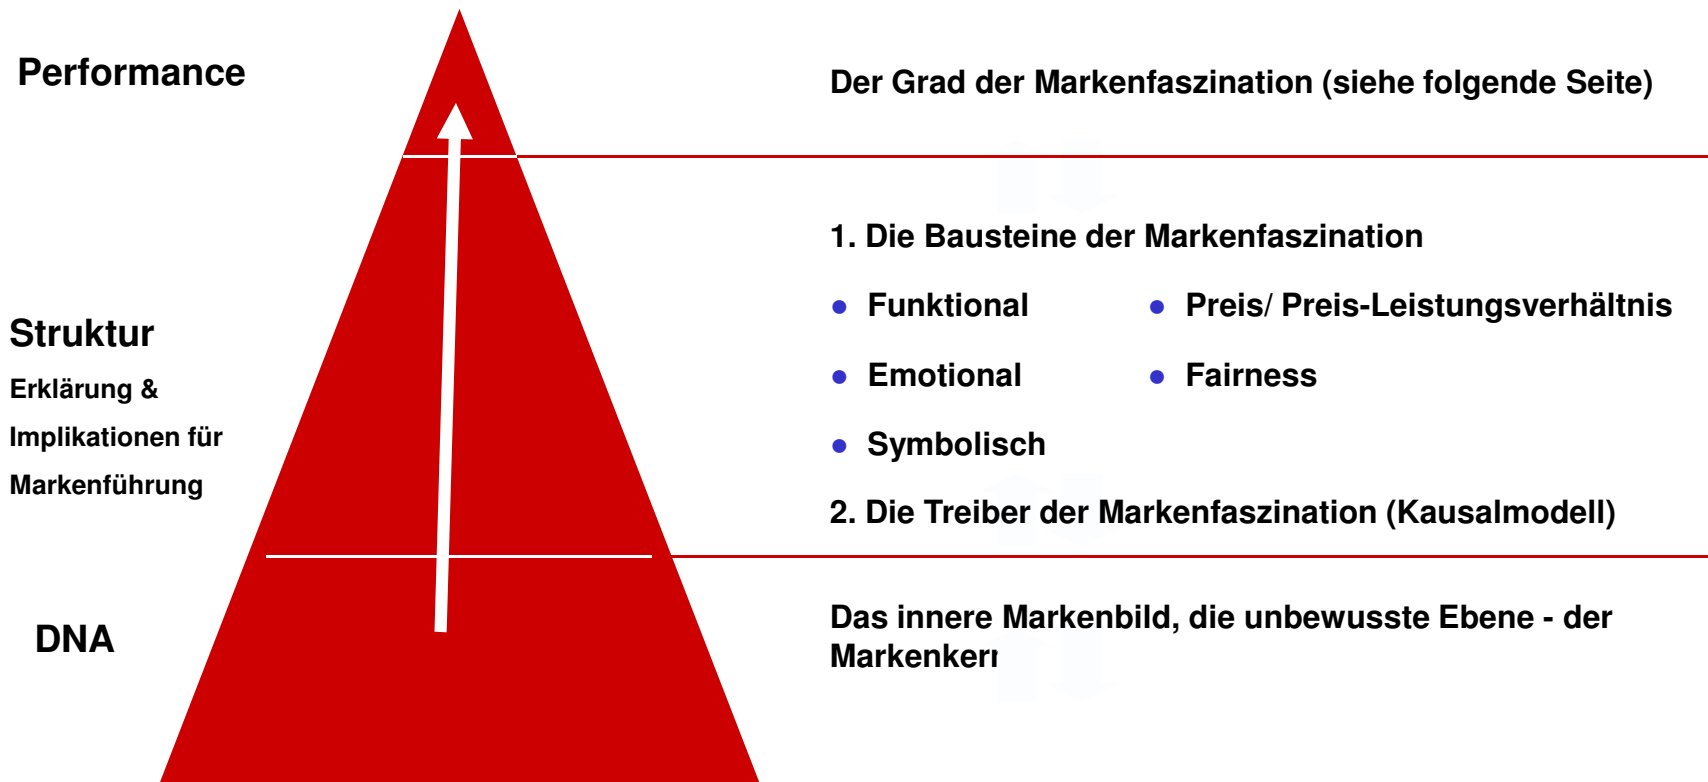 Performance
Der Grad der Markenfaszination (siehe folgende Seite)
1. Die Bausteine der Markenfaszination
• Funktional
• Preis/ Preis-Leistungsverhältnis
Struktur
• Emotional
• Fairness
Erklärung &
Implikationen für
Markenführung
• Symbolisch
2. Die Treiber der Markenfaszination (Kausalmodell)
DNA
Das innere Markenbild, die unbewusste Ebene - der
Markenkern